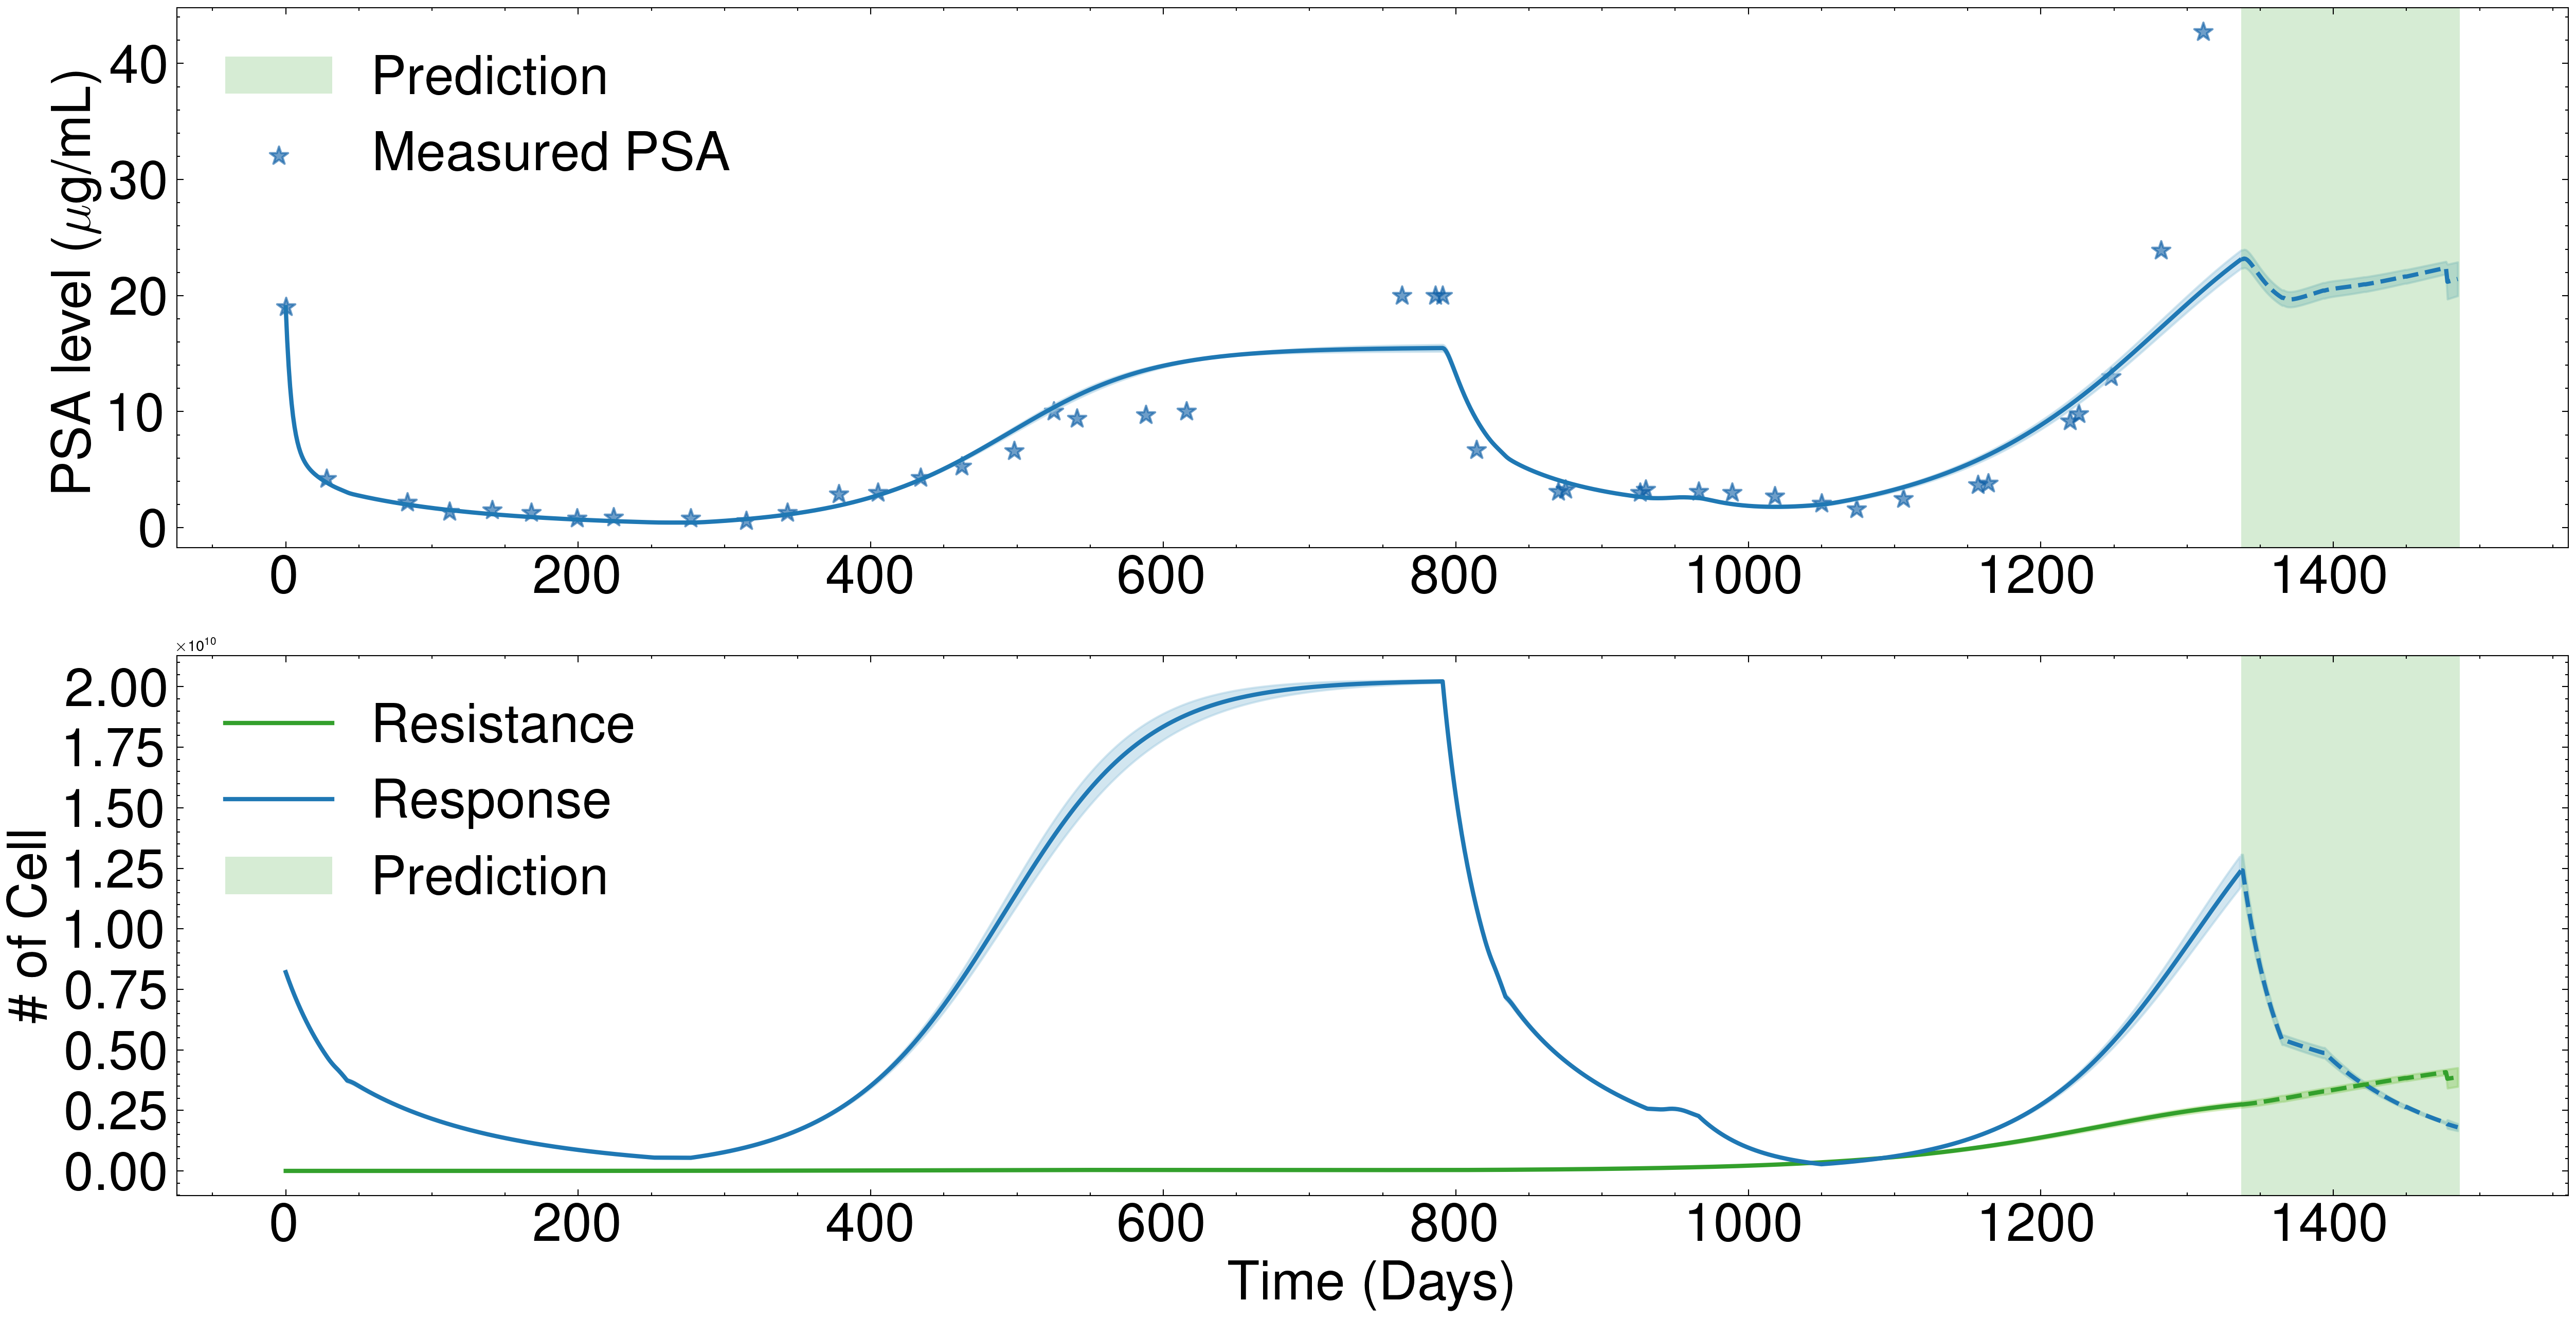 PSA level (μg/mL)
40
30
20
10
0
Prediction
Measured PSA
0 200 400 600 800 1000 1200 1400
×10¹⁰
# of Cell
2.00
1.75
1.50
1.25
1.00
0.75
0.50
0.25
0.00
Resistance
Response
Prediction
0 200 400 600 800 1000 1200 1400
Time (Days)